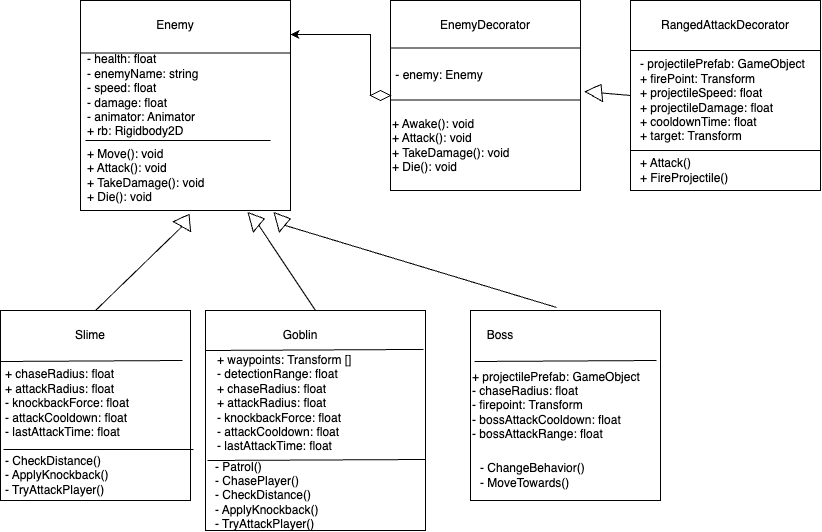 Enemy
- health: float
- enemyName: string
- speed: float
- damage: float
- animator: Animator
+ rb: Rigidbody2D
+ Move(): void
+ Attack(): void
+ TakeDamage(): void
+ Die(): void
EnemyDecorator
- enemy: Enemy
+ Awake(): void
+ Attack(): void
+ TakeDamage(): void
+ Die(): void
RangedAttackDecorator
- projectilePrefab: GameObject
+ firePoint: Transform
+ projectileSpeed: float
+ projectileDamage: float
+ cooldownTime: float
+ target: Transform
+ Attack()
+ FireProjectile()
Slime
+ chaseRadius: float
+ attackRadius: float
- knockbackForce: float
- attackCooldown: float
- lastAttackTime: float
- CheckDistance()
- ApplyKnockback()
- TryAttackPlayer()
Goblin
+ waypoints: Transform []
- detectionRange: float
+ chaseRadius: float
+ attackRadius: float
- knockbackForce: float
- attackCooldown: float
- lastAttackTime: float
- Patrol()
- ChasePlayer()
- CheckDistance()
- ApplyKnockback()
- TryAttackPlayer()
Boss
+ projectilePrefab: GameObject
- chaseRadius: float
- firepoint: Transform
- bossAttackCooldown: float
- bossAttackRange: float
- ChangeBehavior()
- MoveTowards()